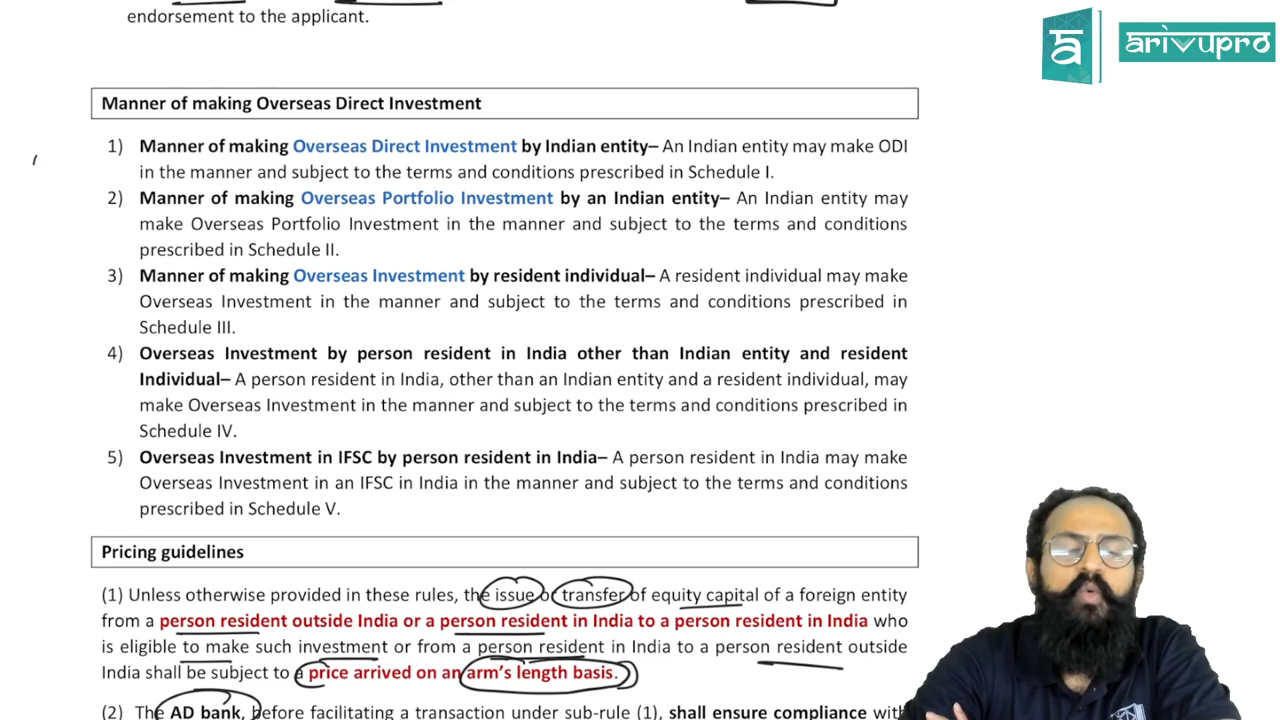 endorsement to the applicant.
arivupro
Manner of making Overseas Direct Investment
1) Manner of making Overseas Direct Investment by Indian entity– An Indian entity may make ODI
in the manner and subject to the terms and conditions prescribed in Schedule I.
2) Manner of making Overseas Portfolio Investment by an Indian entity– An Indian entity may
make Overseas Portfolio Investment in the manner and subject to the terms and conditions
prescribed in Schedule II.
3) Manner of making Overseas Investment by resident individual– A resident individual may make
Overseas Investment in the manner and subject to the terms and conditions prescribed in
Schedule III.
4) Overseas Investment by person resident in India other than Indian entity and resident
Individual– A person resident in India, other than an Indian entity and a resident individual, may
make Overseas Investment in the manner and subject to the terms and conditions prescribed in
Schedule IV.
5) Overseas Investment in IFSC by person resident in India– A person resident in India may make
Overseas Investment in an IFSC in India in the manner and subject to the terms and conditions
prescribed in Schedule V.
Pricing guidelines
(1) Unless otherwise provided in these rules, the issue or transfer of equity capital of a foreign entity
from a person resident outside India or a person resident in India to a person resident in India who
is eligible to make such investment or from a person resident in India to a person resident outside
India shall be subject to a price arrived on an arm's length basis.
(2) The AD bank, before facilitating a transaction under sub-rule (1), shall ensure compliance with